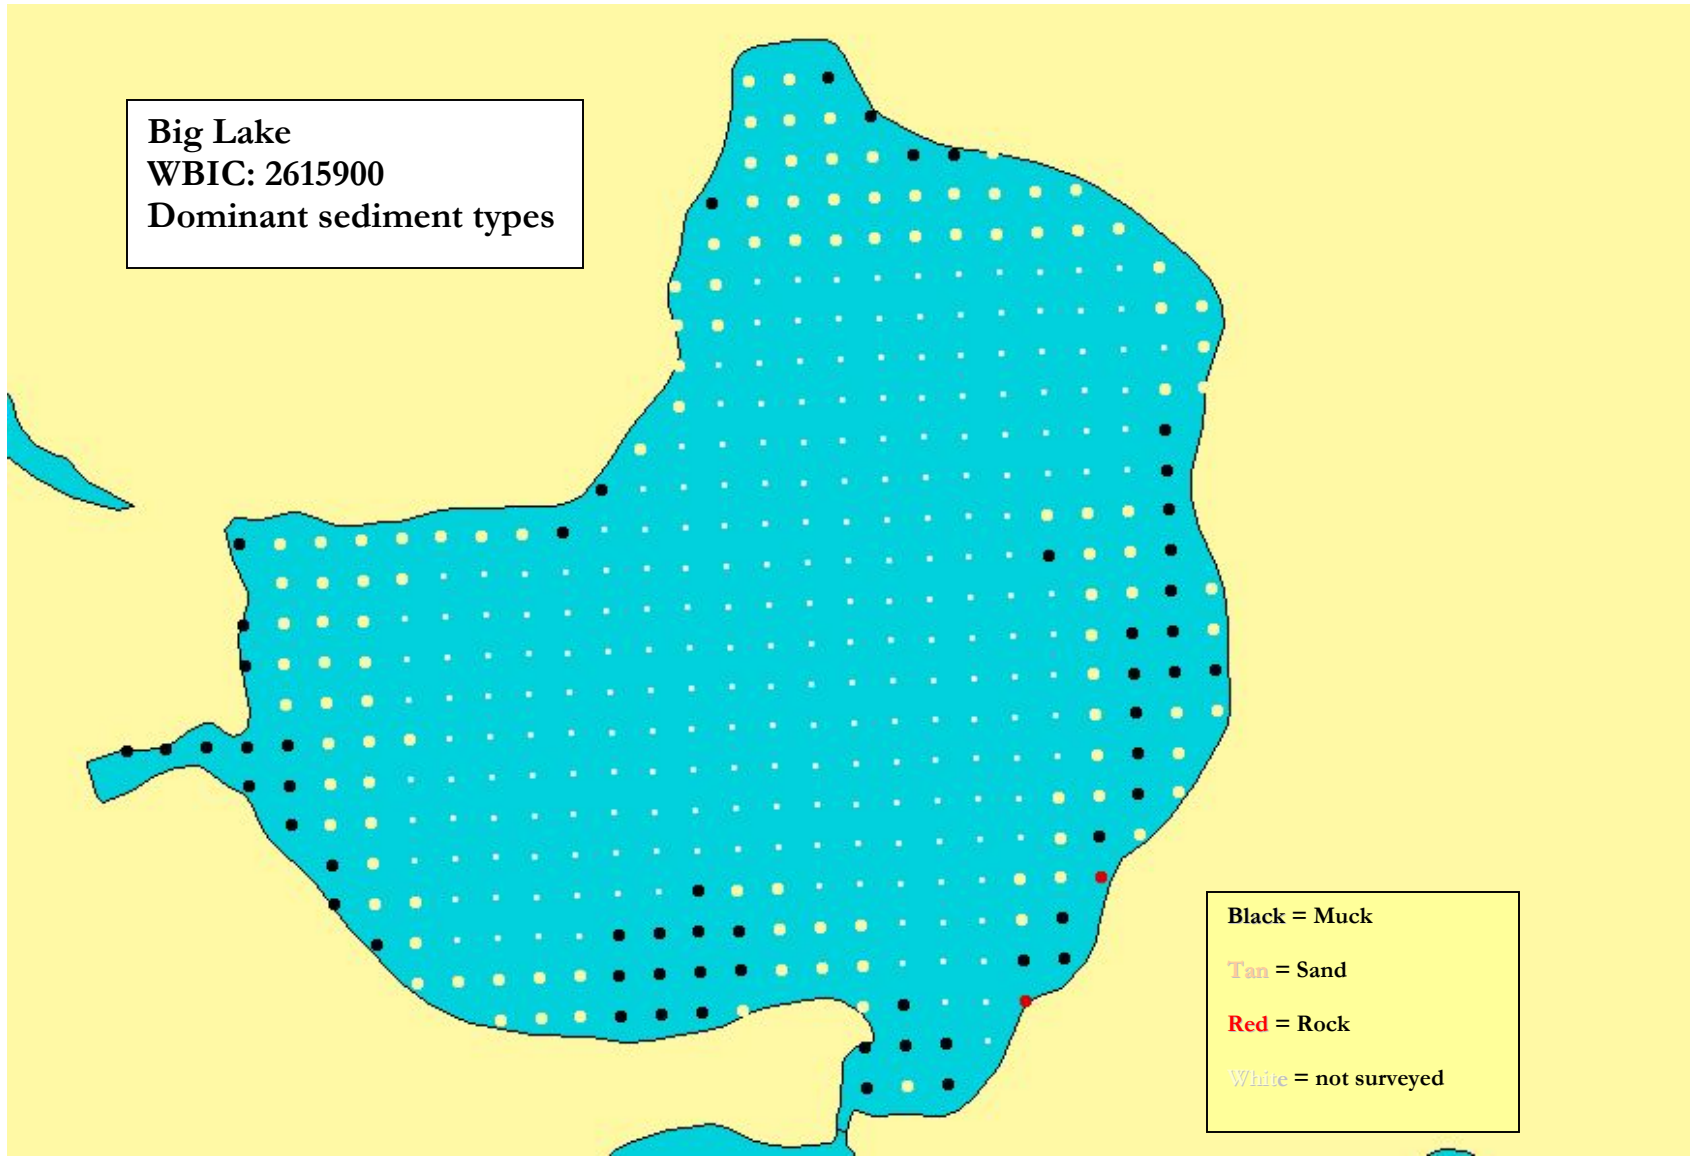 Big Lake
WBIC: 2615900
Dominant sediment types
Black = Muck
Tan = Sand
Red = Rock
White = not surveyed